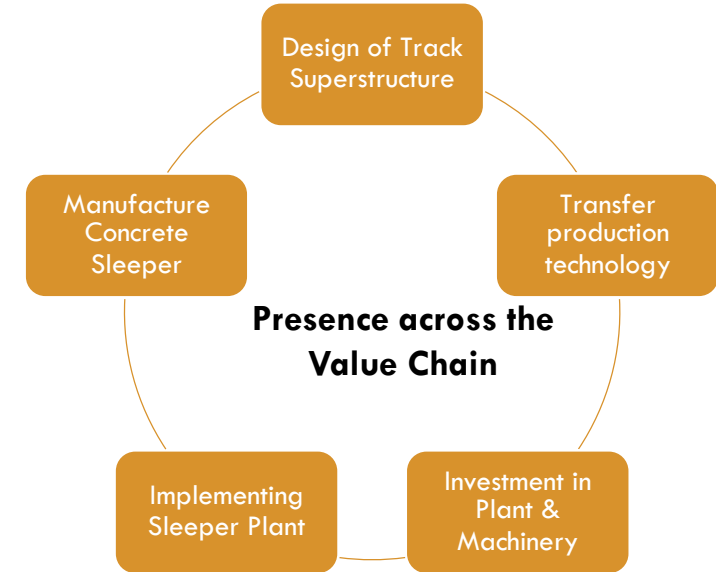 Design of Track
Superstructure
Transfer
production
technology
Investment in
Plant &
Machinery
Implementing
Sleeper Plant
Manufacture
Concrete
Sleeper
Presence across the
Value Chain